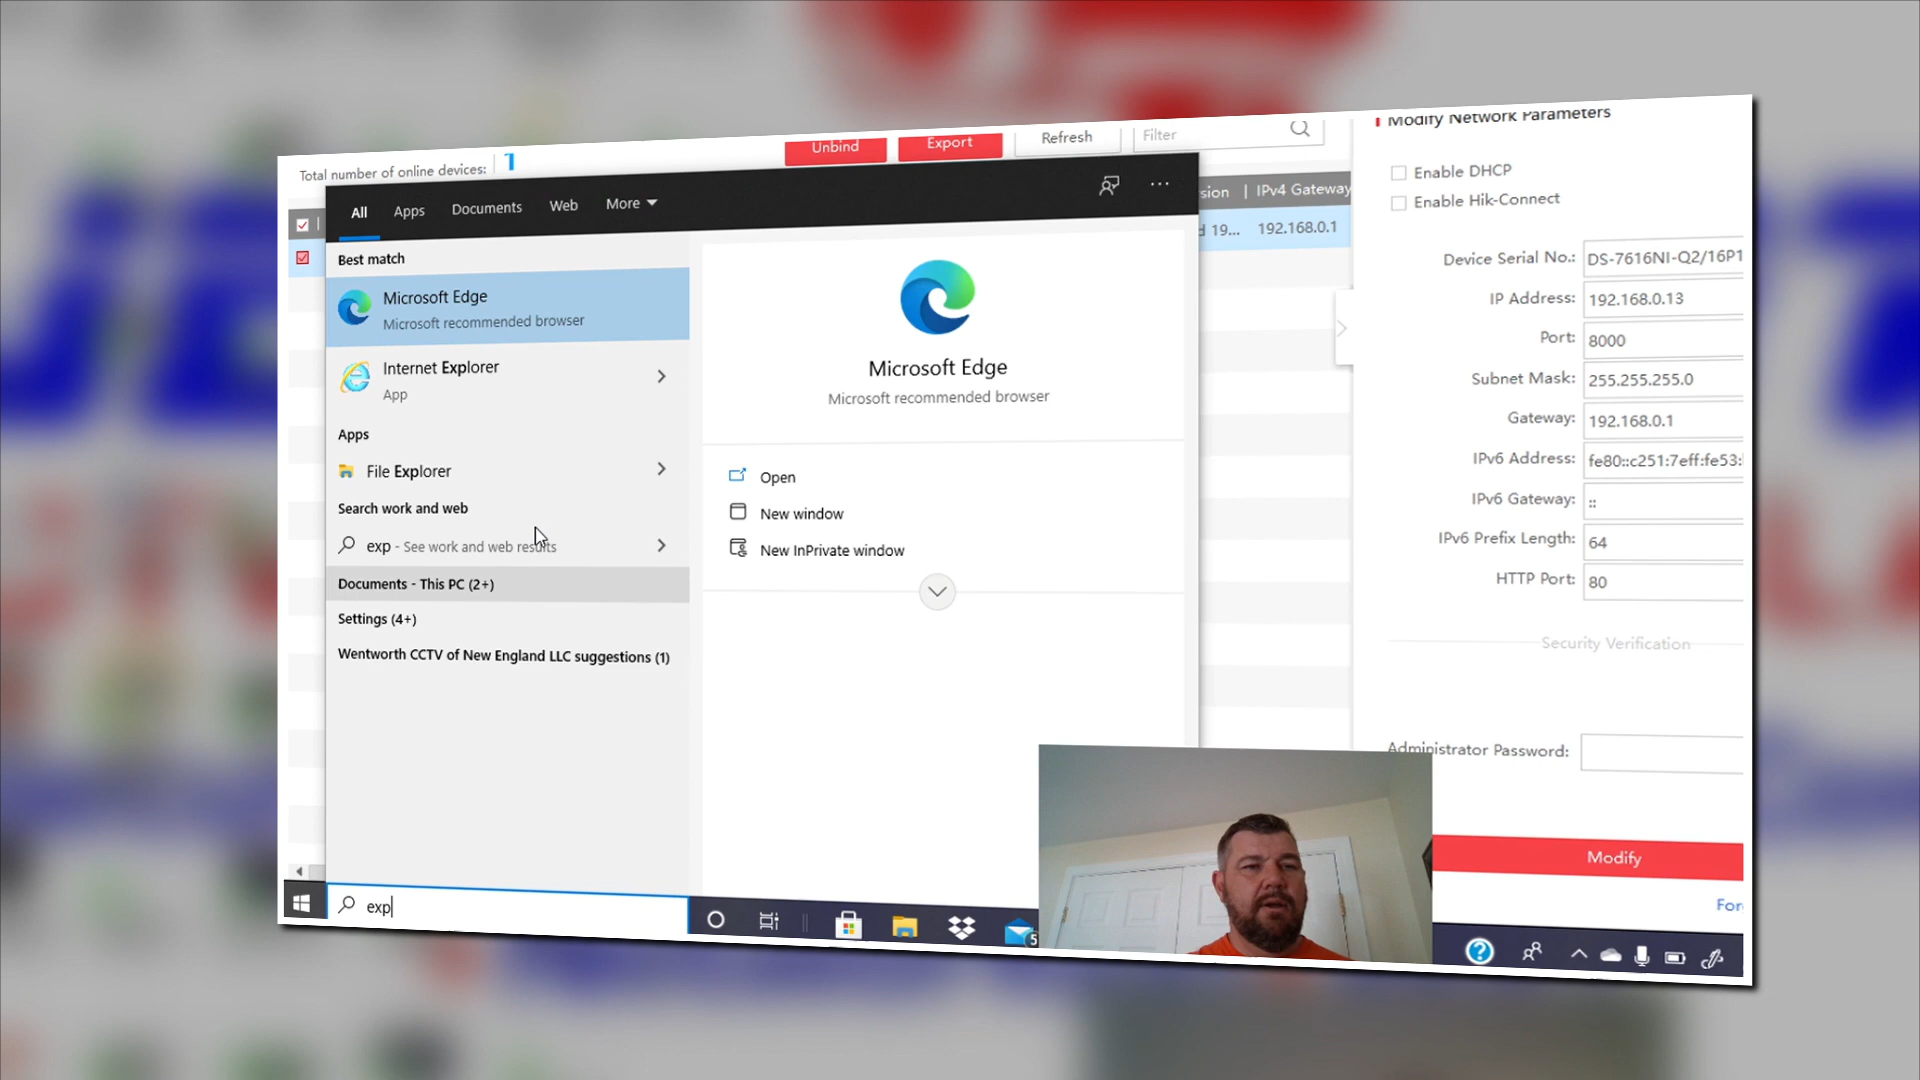 Total number of online devices: 1
Unbind
Export
Refresh
Filter
All
Apps
Documents
Web
More
Best match
Microsoft Edge
Microsoft recommended browser
Internet Explorer
App
Apps
File Explorer
Search work and web
exp - See work and web results
Documents - This PC (2+)
Settings (4+)
Wentworth CCTV of New England LLC suggestions (1)
exp
Microsoft Edge
Microsoft recommended browser
Open
New window
New InPrivate window
5
sion | IPv4 Gateway
19... 192.168.0.1
Modify Network Parameters
Enable DHCP
Enable Hik-Connect
Device Serial No.: DS-7616NI-Q2/16P1
IP Address: 192.168.0.13
Port: 8000
Subnet Mask: 255.255.255.0
Gateway: 192.168.0.1
IPv6 Address: fe80::c251:7eff:fe53:
IPv6 Gateway: ::
IPv6 Prefix Length: 64
HTTP Port: 80
Security Verification
Administrator Password:
Modify
For